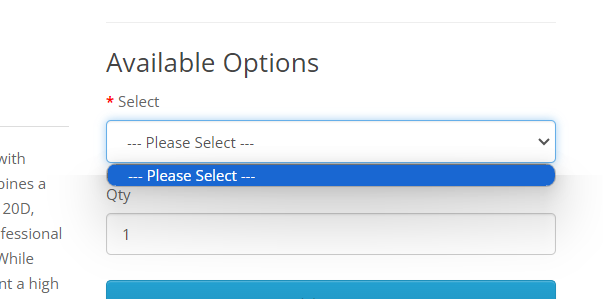 Available Options
* Select
--- Please Select ---
--- Please Select ---
Qty
1
with
bines a
20D,
fessional
While
nt a high